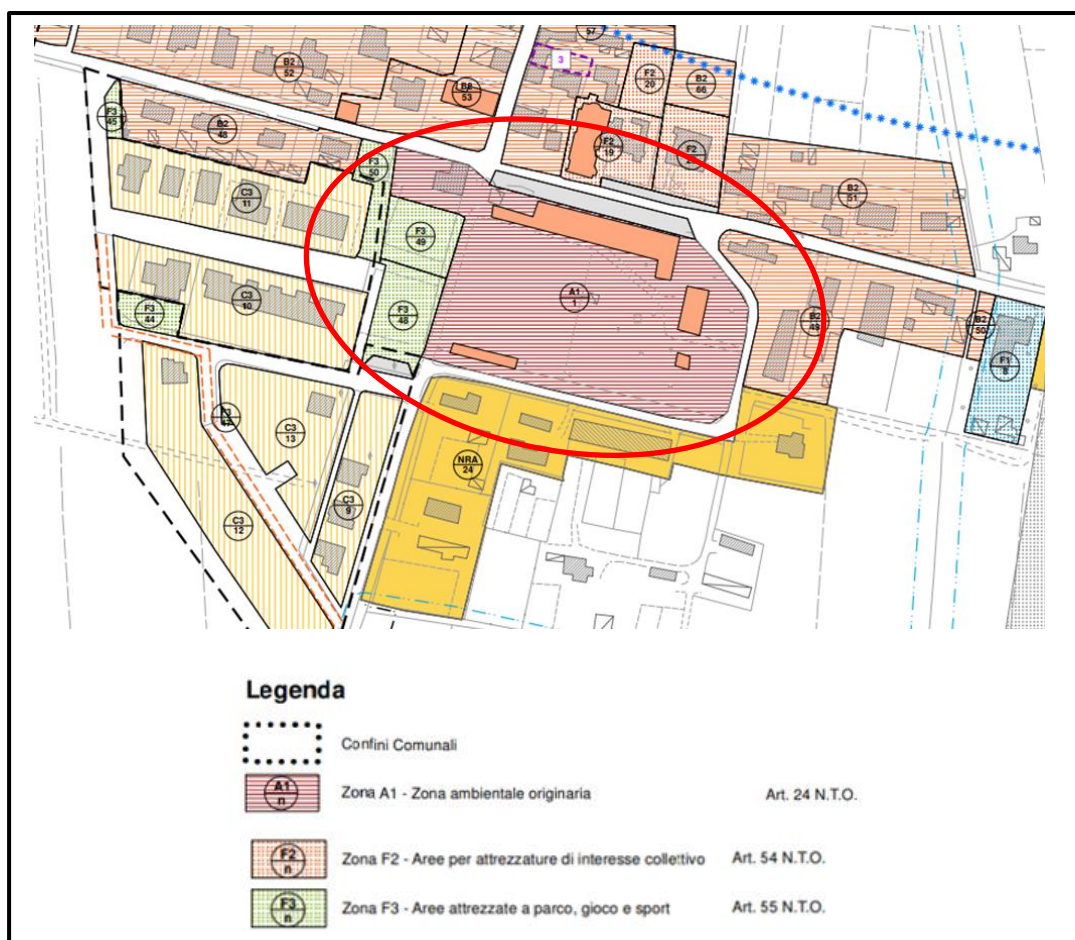 57
3
B2
52
F2
20
B2
66
B2
53
F3
45
B2
48
F2
19
F2
F3
50
C3
11
B2
51
F3
49
A1
1
C3
10
F3
44
F3
48
B2
49
B2
50
F1
8
F3
C3
13
NRA
24
C3
9
C3
12
Legenda
Confini Comunali
A1
n
Zona A1 - Zona ambientale originaria Art. 24 N.T.O.
F2
n
Zona F2 - Aree per attrezzature di interesse collettivo Art. 54 N.T.O.
F3
n
Zona F3 - Aree attrezzate a parco, gioco e sport Art. 55 N.T.O.